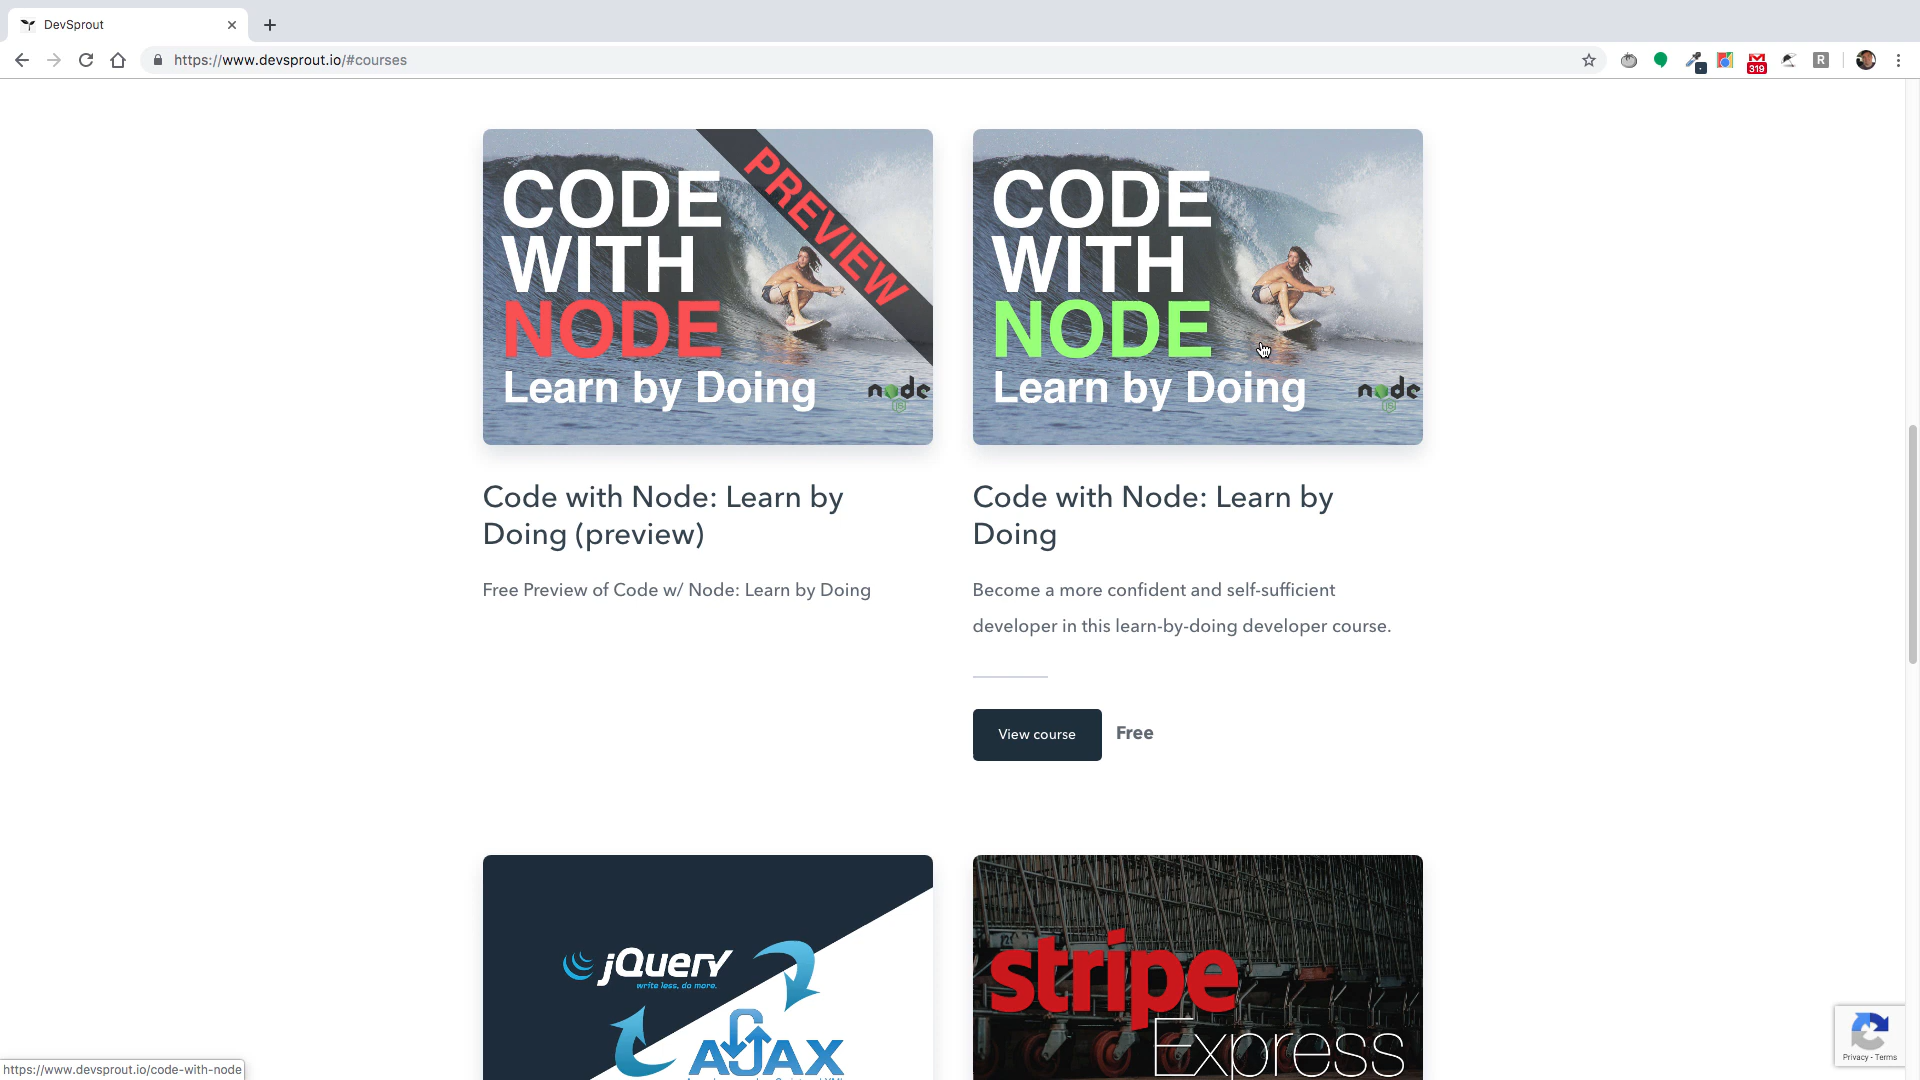 DevSprout
https://www.devsprout.io/#courses
319
R
CODE
WITH
NODE
Learn by Doing
PREVIEW
node
JS
CODE
WITH
NODE
Learn by Doing
node
JS
Code with Node: Learn by
Doing (preview)
Free Preview of Code w/ Node: Learn by Doing
Code with Node: Learn by
Doing
Become a more confident and self-sufficient
developer in this learn-by-doing developer course.
View course
Free
jQuery
write less, do more.
AJAX
stripe
Express
Privacy - Terms
https://www.devsprout.io/code-with-node